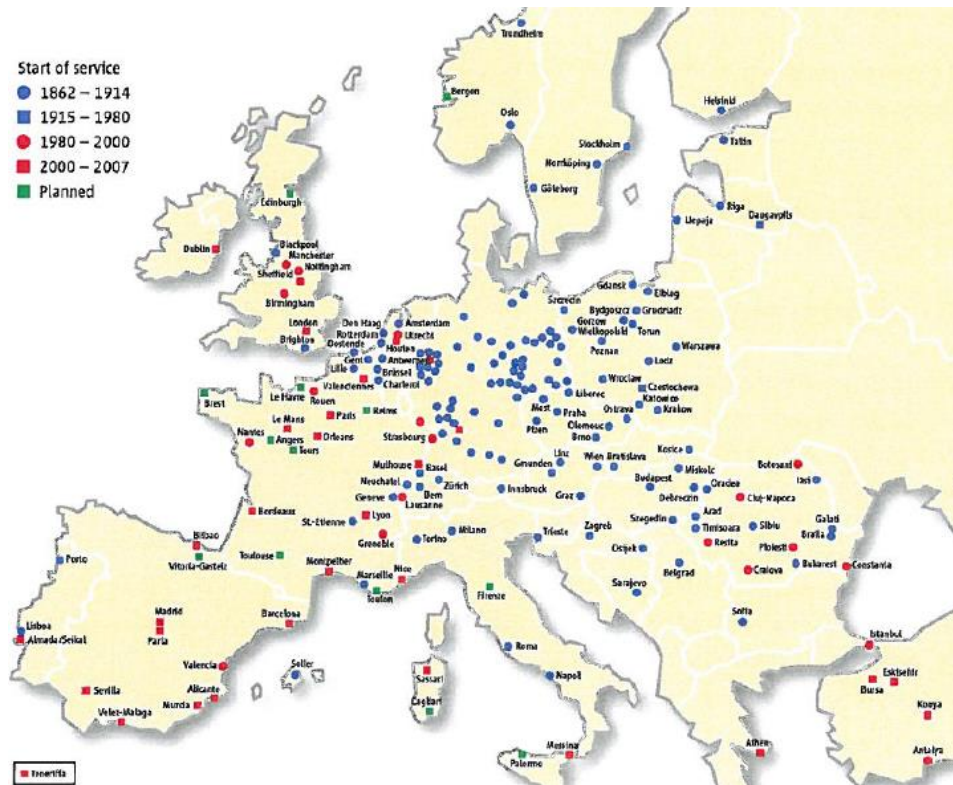 Start of service
1862 – 1914
1915 – 1980
1980 – 2000
2000 – 2007
Planned
Trundheim
Bergen
Oslo
Helsinki
Stockholm
Tallin
Norrköping
Göteborg
Riga
Liepaja
Daugavpils
Edinburgh
Dublin
Blackpool
Manchester
Sheffield
Nottingham
Birmingham
London
Brighton
Den Haag
Amsterdam
Rotterdam
Utrecht
Oostende
Houten
Gent
Antwerpen
Lille
Brüssel
Valenciennes
Charleroi
Szczecin
Gdansk
Elblag
Bydgoszcz
Grudziadz
Gorzow
Wielkopolski
Torun
Poznan
Warszawa
Lodz
Wroclaw
Czestochowa
Liberec
Katowice
Most
Praha
Ostrava
Krakow
Plzen
Olomouc
Brno
Brest
Le Havre
Rouen
Reims
Le Mans
Paris
Nantes
Angers
Orleans
Tours
Strasbourg
Mulhouse
Basel
Neuchatel
Zürich
Bern
Geneve
Lausanne
Linz
Gmunden
Wien
Bratislava
Innsbruck
Graz
Kosice
Miskolc
Budapest
Debreczin
Oradea
Botosani
Iasi
Cluj-Napoca
Szegedin
Arad
Timisoara
Sibiu
Galati
Braila
Resita
Ploiesti
Craiova
Bukarest
Constanta
Bordeaux
St.-Etienne
Lyon
Grenoble
Milano
Torino
Trieste
Zagreb
Osijek
Belgrad
Sarajevo
Sofia
Bilbao
Vitoria-Gasteiz
Toulouse
Montpellier
Marseille
Nice
Toulon
Firenze
Porto
Lisboa
Almada/Seixal
Madrid
Parla
Barcelona
Valencia
Soller
Sevilla
Alicante
Murcia
Velez-Malaga
Roma
Napoli
Sassari
Cagliari
Messina
Palermo
Istanbul
Eskisehir
Bursa
Konya
Athen
Antalya
Teneriffa